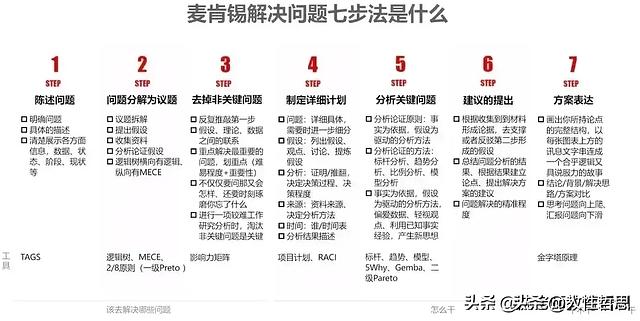 麦肯锡解决问题七步法是什么
1
STEP
陈述问题
明确问题
具体的描述
清楚展示各方面
信息、数据、状
态、阶段、现状
等
2
STEP
问题分解为议题
议题拆解
提出假设
收集资料
分析论证假设
逻辑树横向有逻辑、
纵向有MECE
3
STEP
去掉非关键问题
反复推敲第一步
假设、理论、数据
之间的联系
重点解决最重要的
问题，划重点（难
易程度+重要性）
不仅仅要问那又会
怎样、还要时刻琢
磨你忘了什么
进行一项较难工作
研究分析时，淘汰
非关键问题是关键
4
STEP
制定详细计划
问题：详细具体，
需要时进一步细分
假设：列出假设、
观点、讨论、提炼假
设
分析：证明/推翻、
决定决策过程、决
策程度
来源：资料来源、
决定分析方法
时间：谁/时间表
分析结果描述
5
STEP
分析关键问题
分析论证原则：事
实为依据，假设为
驱动的分析方法
分析论证的方法：
标杆分析、趋势分
析、比例分析、模
型分析
事实为依据，假设
为驱动的分析方法，
偏爱数据、轻视观
点、利用已知事实
经验，产生新思想
6
STEP
建议的提出
根据收集到到材料
形成论据，去支撑
或者反驳第二步形
成的假设
总结问题分析的结
果、根据结果建立
论点，提出解决方
案的建议
问题解决的精准程
度
7
STEP
方案表达
画出你所持论点
的完整结构，以
每张图表上方的
讯息文字串连成
一个合乎逻辑又
具说服力的故事
结论/背景/解决思
路/方案对比
思考问题向上爬、
汇报问题向下滑
工
具
TAGS
逻辑树、MECE、
2/8原则（一级Preto）
影响力矩阵
项目计划、RACI
标杆、趋势、模型、
5Why、Gemba、二
级Pareto
金字塔原理
该去解决哪些问题
怎么干
头条 @教性哲思